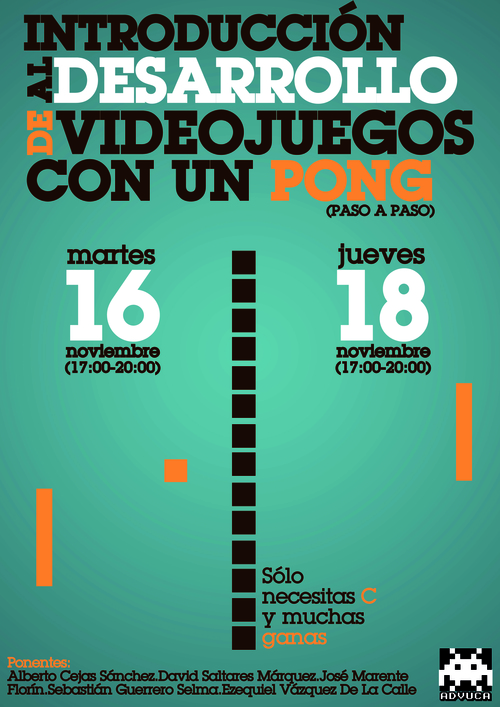 INTRODUCCIÓN
AL DESARROLLO
DE VIDEOJUEGOS
CON UN PONG
(PASO A PASO)
martes
16
noviembre
(17:00-20:00)
jueves
18
noviembre
(17:00-20:00)
Sólo
necesitas C
y muchas
ganas
Ponentes:
Alberto Cejas Sánchez.David Saltares Márquez.José Marente
Florín.Sebastián Guerrero Selma.Ezequiel Vázquez De La Calle
ADVUCA